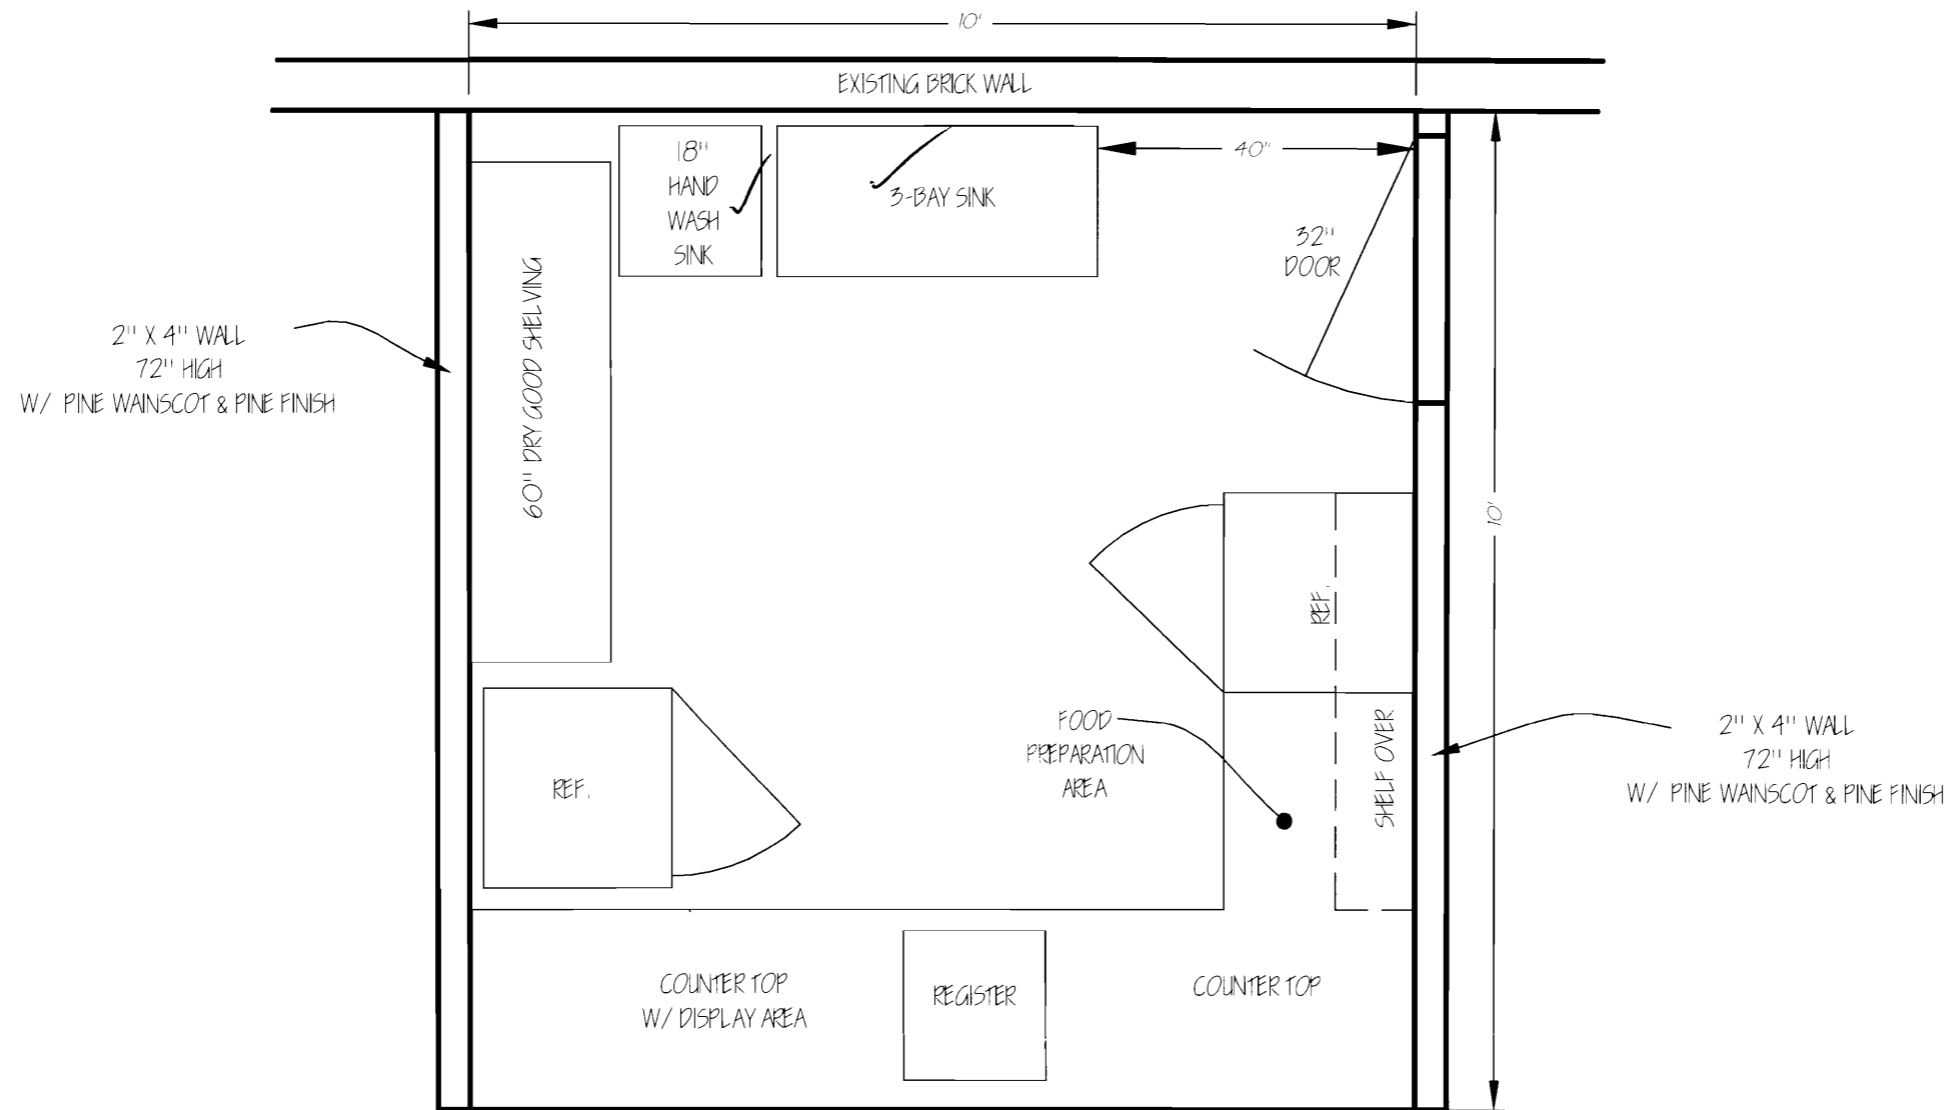 10'
EXISTING BRICK WALL
18"
HAND
WASH
SINK
3-BAY SINK
40"
32"
DOOR
60" DRY GOOD SHELVING
2" X 4" WALL
72" HIGH
W/ PINE WAINSCOT & PINE FINISH
10'
REF.
FOOD
PREPARATION
AREA
SHELF OVER
2" X 4" WALL
72" HIGH
W/ PINE WAINSCOT & PINE FINISH
REF.
COUNTER TOP
W/ DISPLAY AREA
REGISTER
COUNTER TOP